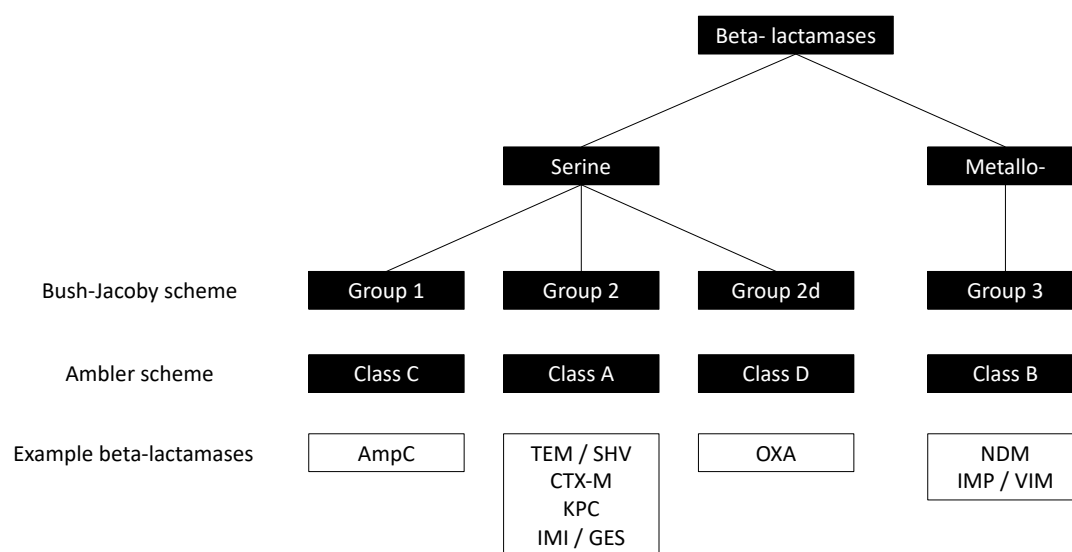 Beta- lactamases
Serine
Metallo-
Bush-Jacoby scheme
Group 1
Group 2
Group 2d
Group 3
Ambler scheme
Class C
Class A
Class D
Class B
Example beta-lactamases
AmpC
TEM / SHV
CTX-M
KPC
IMI / GES
OXA
NDM
IMP / VIM